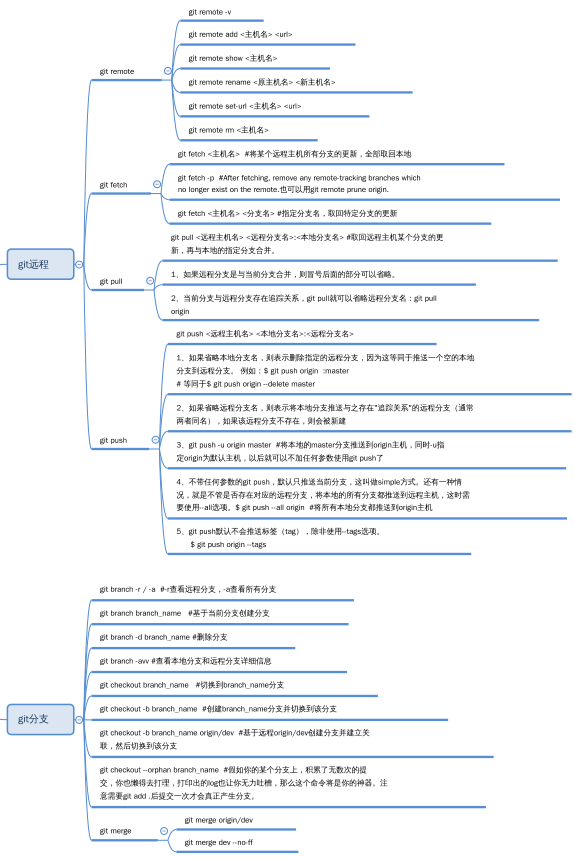 git远程
git remote
git remote -v
git remote add <主机名> <url>
git remote show <主机名>
git remote rename <原主机名> <新主机名>
git remote set-url <主机名> <url>
git remote rm <主机名>
git fetch
git fetch <主机名>  #将某个远程主机所有分支的更新，全部取回本地
git fetch -p  #After fetching, remove any remote-tracking branches which
no longer exist on the remote.也可以用git remote prune origin.
git fetch <主机名> <分支名> #指定分支名，取回特定分支的更新
git pull
git pull <远程主机名> <远程分支名>:<本地分支名> #取回远程主机某个分支的更
新，再与本地的指定分支合并。
1、如果远程分支是与当前分支合并，则冒号后面的部分可以省略。
2、当前分支与远程分支存在追踪关系，git pull就可以省略远程分支名：git pull
origin
git push
git push <远程主机名> <本地分支名>:<远程分支名>
1、如果省略本地分支名，则表示删除指定的远程分支，因为这等同于推送一个空的本地
分支到远程分支。 例如：$ git push origin  :master
# 等同于$ git push origin --delete master
2、如果省略远程分支名，则表示将本地分支推送与之存在"追踪关系"的远程分支（通常
两者同名），如果该远程分支不存在，则会被新建
3、git push -u origin master  #将本地的master分支推送到origin主机，同时-u指
定origin为默认主机，以后就可以不加任何参数使用git push了
4、不带任何参数的git push，默认只推送当前分支，这叫做simple方式。还有一种情
况，就是不管是否存在对应的远程分支，将本地的所有分支都推送到远程主机，这时需
要使用--all选项。$ git push --all origin  #将所有本地分支都推送到origin主机
5、git push默认不会推送标签（tag），除非使用--tags选项。
$ git push origin --tags
git分支
git branch -r / -a  #-r查看远程分支，-a查看所有分支
git branch branch_name   #基于当前分支创建分支
git branch -d branch_name #删除分支
git branch -avv #查看本地分支和远程分支详细信息
git checkout branch_name   #切换到branch_name分支
git checkout -b branch_name  #创建branch_name分支并切换到该分支
git checkout -b branch_name origin/dev  #基于远程origin/dev创建分支并建立关
联，然后切换到该分支
git checkout --orphan branch_name  #假如你的某个分支上，积累了无数次的提
交，你也懒得去打理，打印出的log也让你无力吐槽，那么这个命令将是你的神器。注
意需要git add .后提交一次才会真正产生分支。
git merge
git merge origin/dev
git merge dev --no-ff